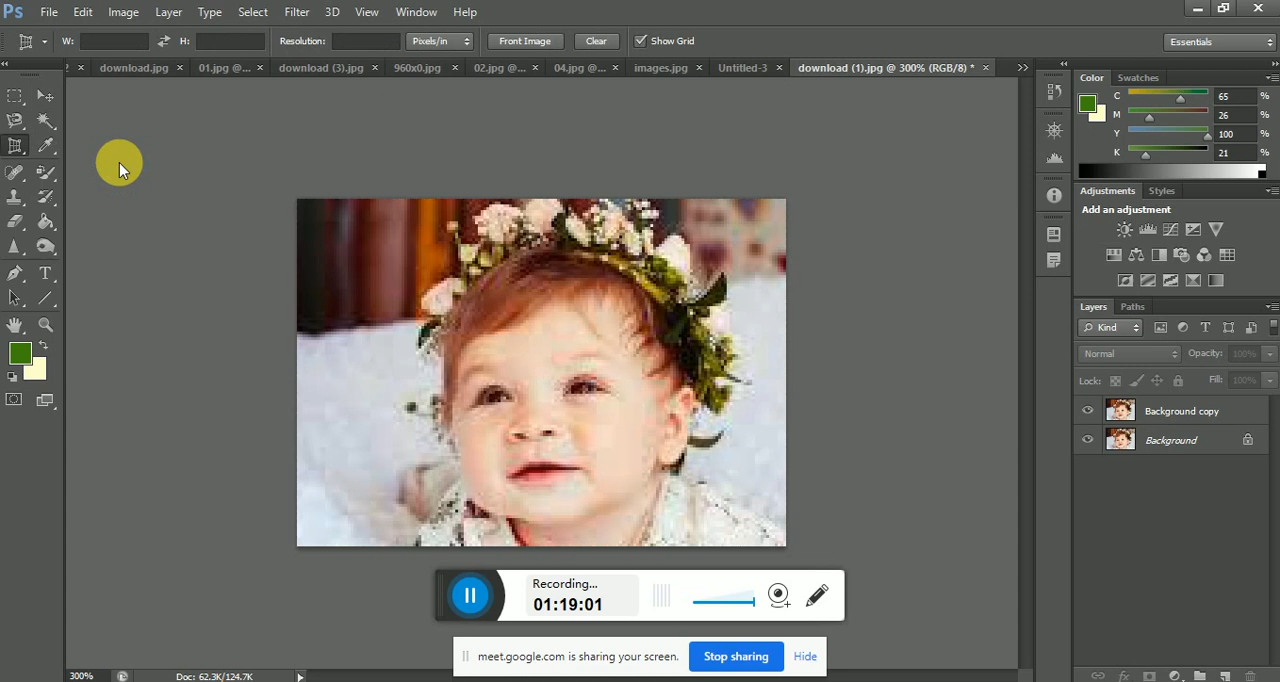 Ps File Edit Image Layer Type Select Filter 3D View Window Help
W: H: Resolution: Pixels/in Front Image Clear Show Grid Essentials
2 × download.jpg × 01.jpg @... × download (3).jpg × 960x0.jpg × 02.jpg @... × 04.jpg @... × images.jpg × Untitled-3 × download (1).jpg @ 300% (RGB/8) * ×
Color Swatches
C 65 %
M 26 %
Y 100 %
K 21 %
Adjustments Styles
Add an adjustment
Layers Paths
Kind
Normal Opacity: 100%
Lock: Fill: 100%
Background copy
Background
Recording...
01:19:01
meet.google.com is sharing your screen. Stop sharing Hide
300% Doc: 62.3K/124.7K